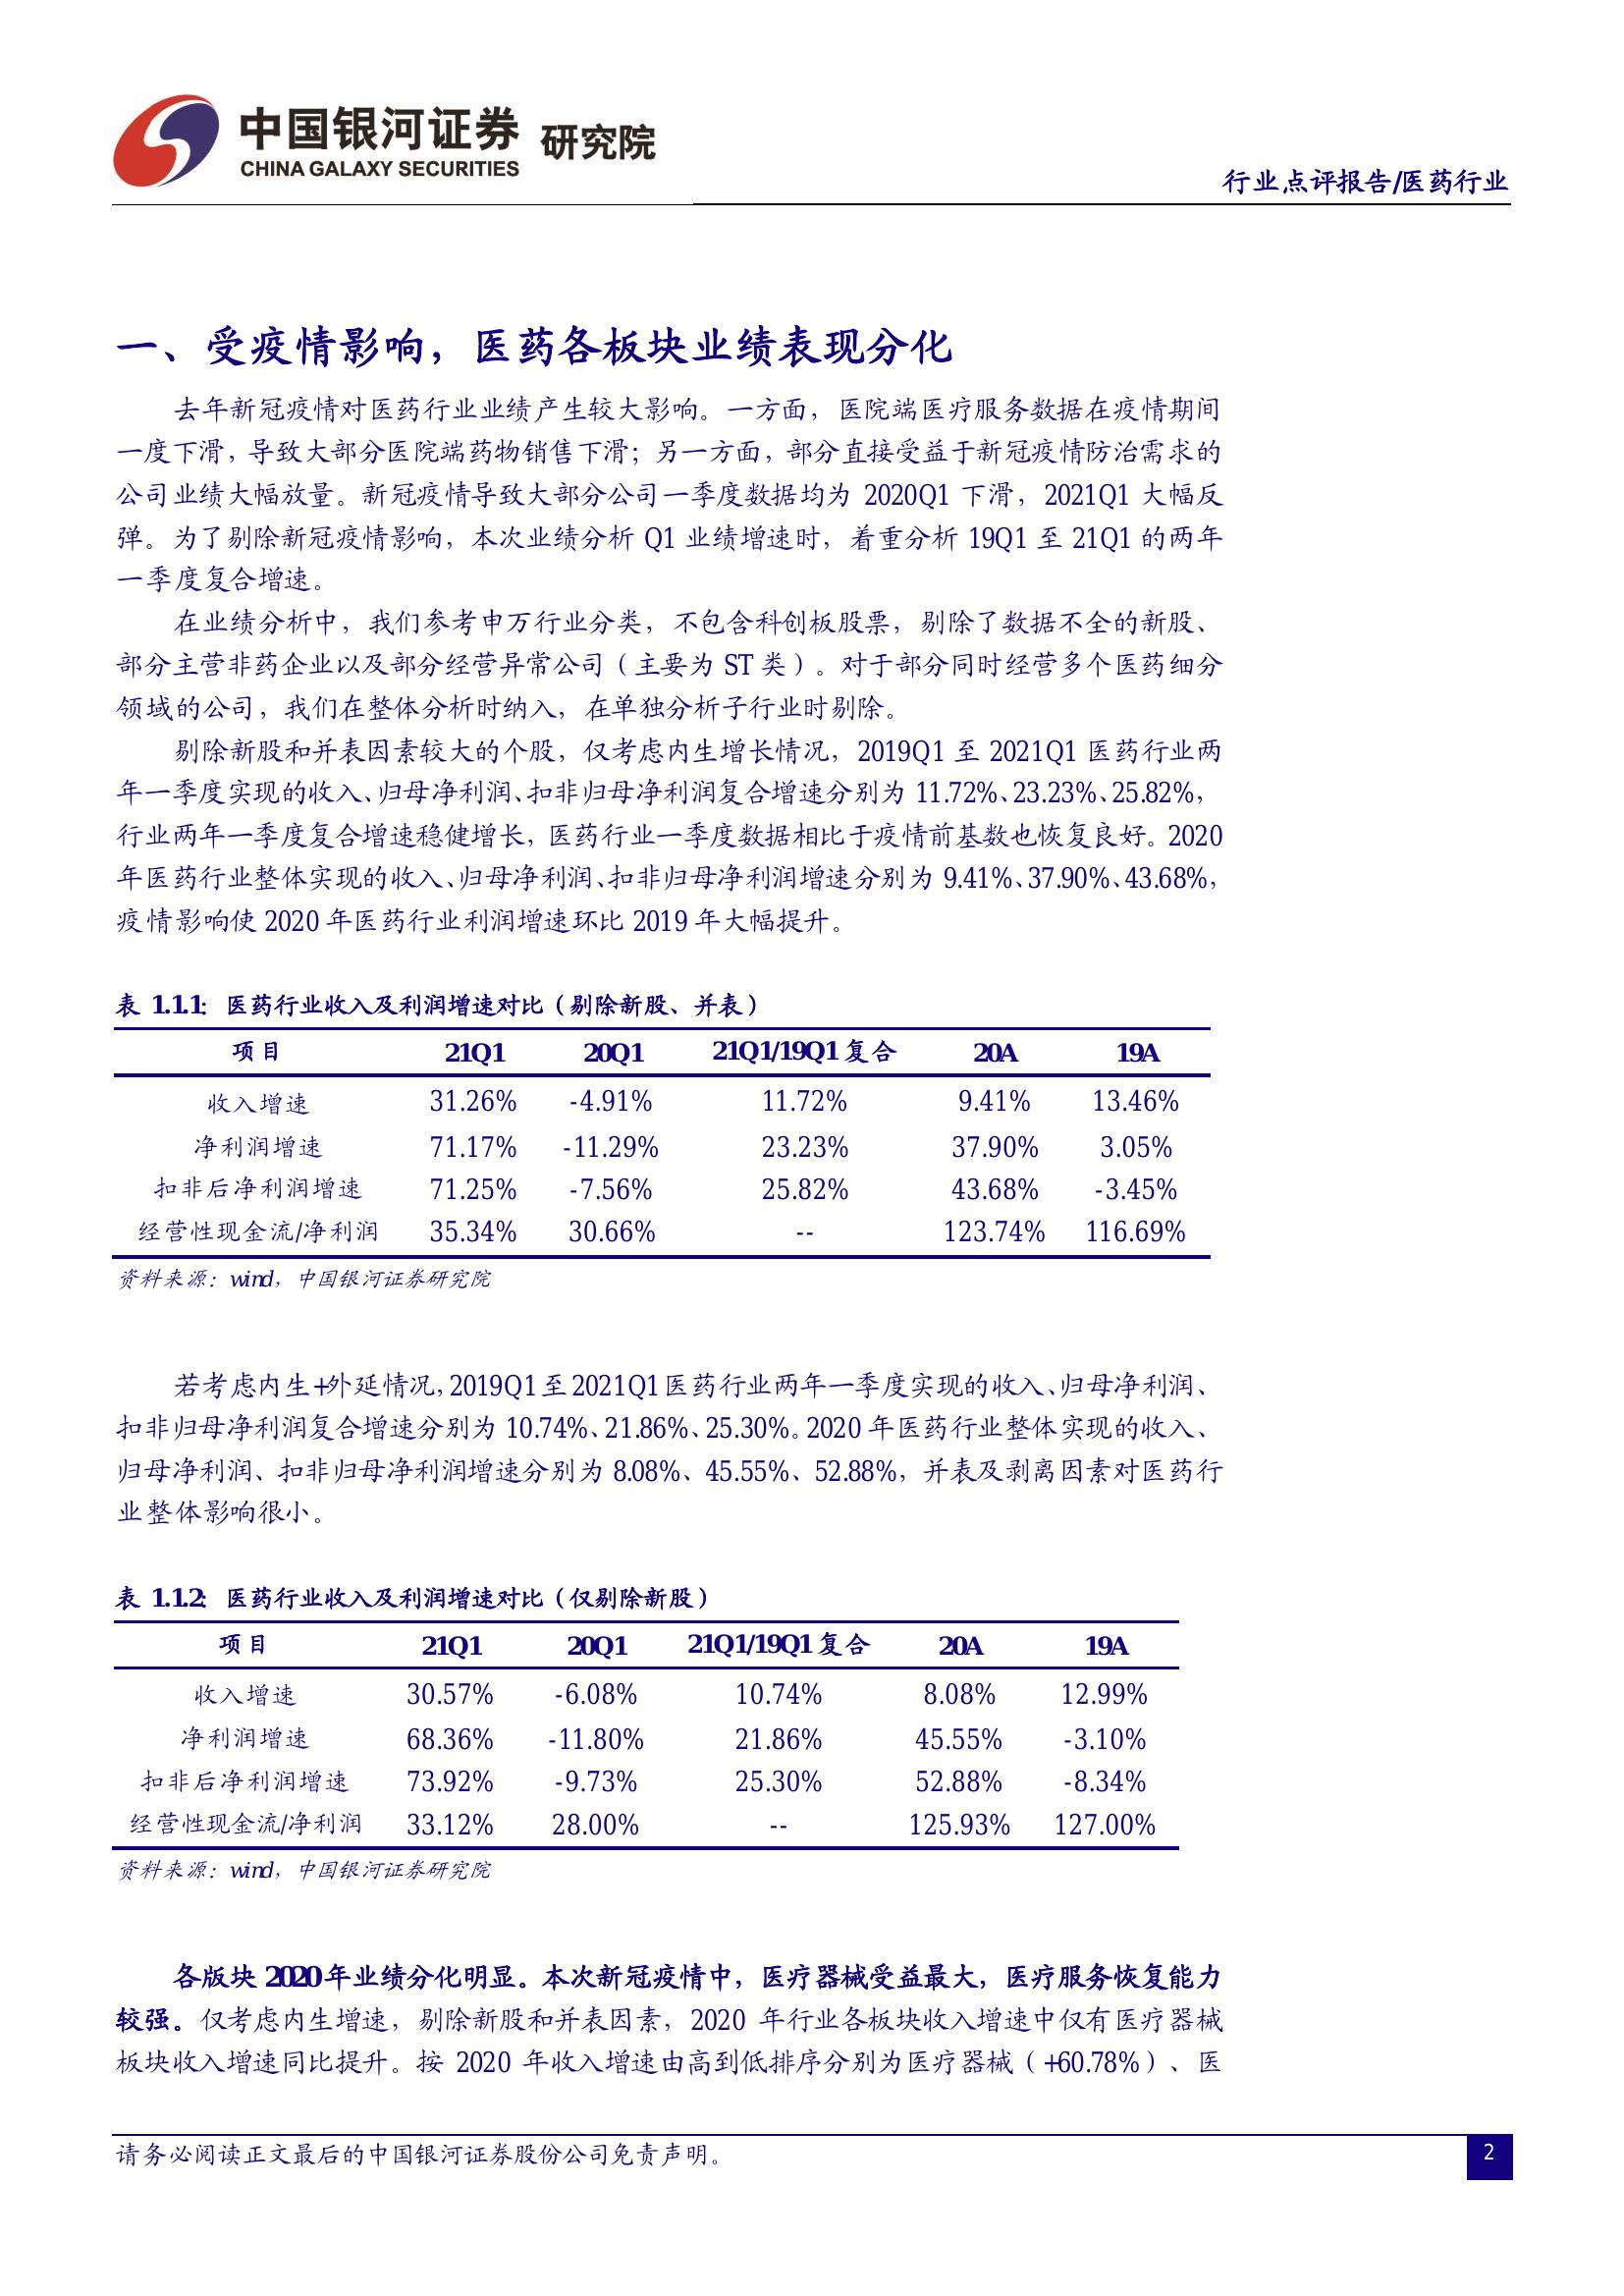 中国银河证券 研究院
CHINA GALAXY SECURITIES
行业点评报告/医药行业
一、受疫情影响，医药各板块业绩表现分化
去年新冠疫情对医药行业业绩产生较大影响。一方面，医院端医疗服务数据在疫情期间
一度下滑，导致大部分医院端药物销售下滑；另一方面，部分直接受益于新冠疫情防治需求的
公司业绩大幅放量。新冠疫情导致大部分公司一季度数据均为 2020Q1 下滑，2021Q1 大幅反
弹。为了剔除新冠疫情影响，本次业绩分析 Q1 业绩增速时，着重分析 19Q1 至 21Q1 的两年
一季度复合增速。
在业绩分析中，我们参考申万行业分类，不包含科创板股票，剔除了数据不全的新股、
部分主营非药企业以及部分经营异常公司（主要为 ST 类）。对于部分同时经营多个医药细分
领域的公司，我们在整体分析时纳入，在单独分析子行业时剔除。
剔除新股和并表因素较大的个股，仅考虑内生增长情况，2019Q1 至 2021Q1 医药行业两
年一季度实现的收入、归母净利润、扣非归母净利润复合增速分别为 11.72%、23.23%、25.82%，
行业两年一季度复合增速稳健增长，医药行业一季度数据相比于疫情前基数也恢复良好。2020
年医药行业整体实现的收入、归母净利润、扣非归母净利润增速分别为 9.41%、37.90%、43.68%，
疫情影响使 2020 年医药行业利润增速环比 2019 年大幅提升。
表 1.1.1: 医药行业收入及利润增速对比（剔除新股、并表）
项目 21Q1 20Q1 21Q1/19Q1 复合 20A 19A
收入增速 31.26% -4.91% 11.72% 9.41% 13.46%
净利润增速 71.17% -11.29% 23.23% 37.90% 3.05%
扣非后净利润增速 71.25% -7.56% 25.82% 43.68% -3.45%
经营性现金流/净利润 35.34% 30.66% -- 123.74% 116.69%
资料来源：wind，中国银河证券研究院
若考虑内生+外延情况，2019Q1 至 2021Q1 医药行业两年一季度实现的收入、归母净利润、
扣非归母净利润复合增速分别为 10.74%、21.86%、25.30%。2020 年医药行业整体实现的收入、
归母净利润、扣非归母净利润增速分别为 8.08%、45.55%、52.88%，并表及剥离因素对医药行
业整体影响很小。
表 1.1.2: 医药行业收入及利润增速对比（仅剔除新股）
项目 21Q1 20Q1 21Q1/19Q1 复合 20A 19A
收入增速 30.57% -6.08% 10.74% 8.08% 12.99%
净利润增速 68.36% -11.80% 21.86% 45.55% -3.10%
扣非后净利润增速 73.92% -9.73% 25.30% 52.88% -8.34%
经营性现金流/净利润 33.12% 28.00% -- 125.93% 127.00%
资料来源：wind，中国银河证券研究院
各版块 2020 年业绩分化明显。本次新冠疫情中，医疗器械受益最大，医疗服务恢复能力
较强。仅考虑内生增速，剔除新股和并表因素，2020 年行业各板块收入增速中仅有医疗器械
板块收入增速同比提升。按 2020 年收入增速由高到低排序分别为医疗器械（+60.78%）、医
请务必阅读正文最后的中国银河证券股份公司免责声明。
2